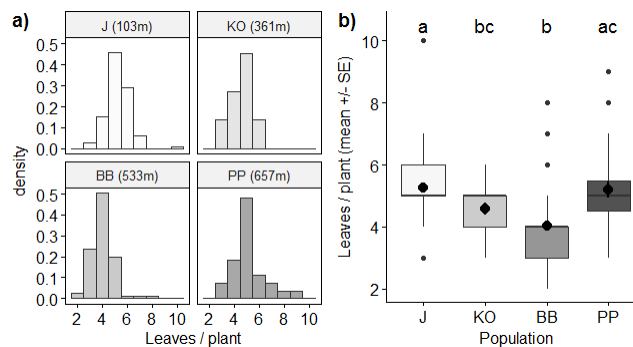 a)
J (103m)
KO (361m)
density
0.5
0.4
0.3
0.2
0.1
0.0
BB (533m)
PP (657m)
0.5
0.4
0.3
0.2
0.1
0.0
2 4 6 8 10
2 4 6 8 10
Leaves / plant
b)
a bc b ac
Leaves / plant (mean +/- SE)
10
8
6
4
2
J KO BB PP
Population